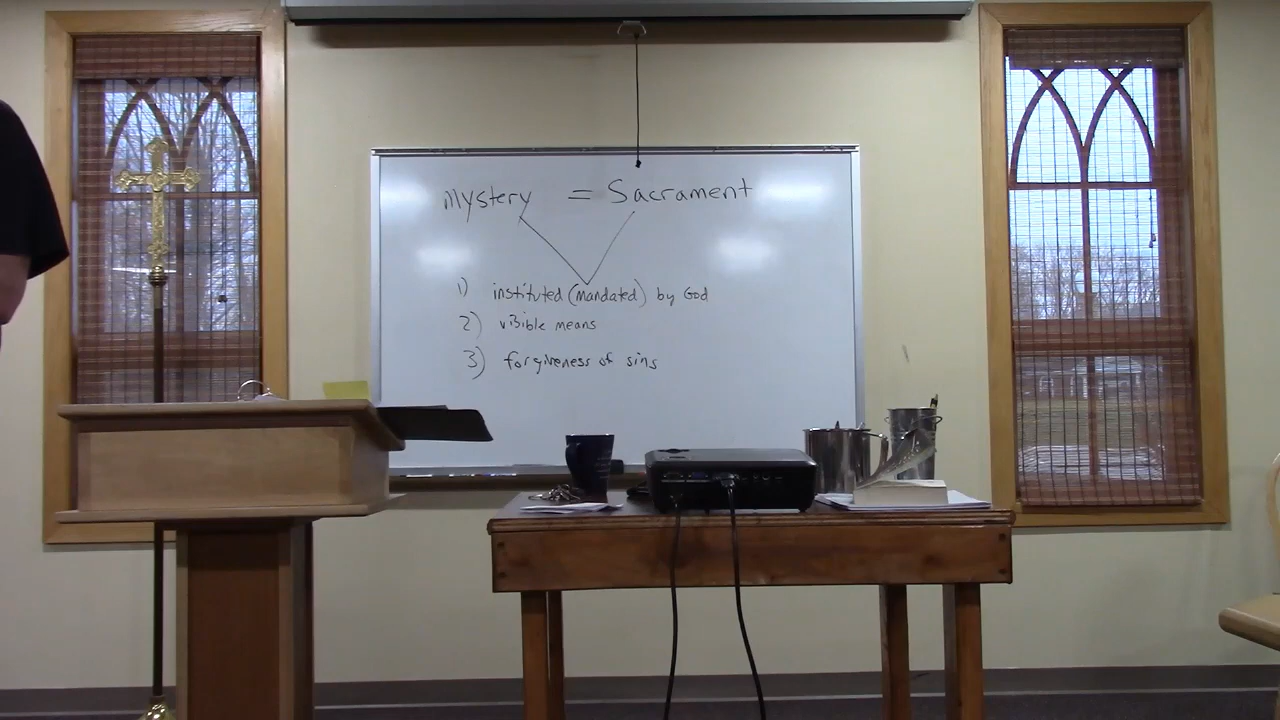 Mystery = Sacrament
1) instituted (mandated) by God
2) visible means
3) forgiveness of sins